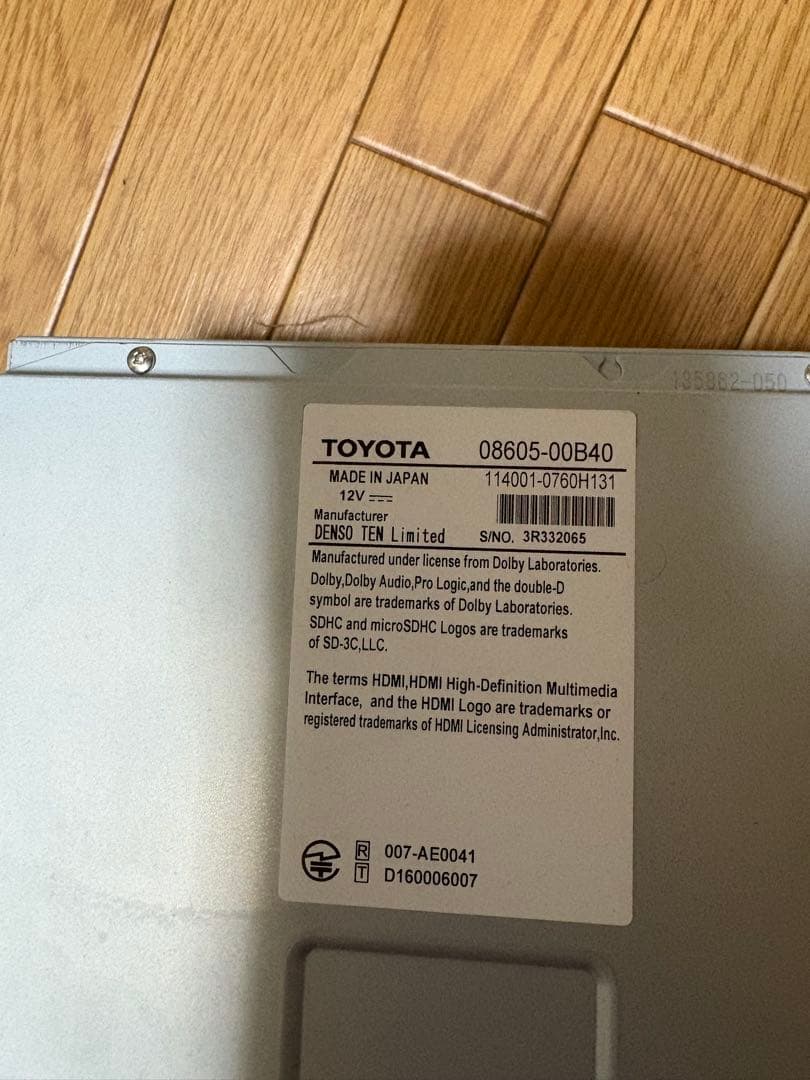 195982-050
TOYOTA 08605-00B40
MADE IN JAPAN 114001-0760H131
12V
Manufacturer
DENSO TEN Limited S/NO. 3R332065
Manufactured under license from Dolby Laboratories.
Dolby,Dolby Audio,Pro Logic,and the double-D
symbol are trademarks of Dolby Laboratories.
SDHC and microSDHC Logos are trademarks
of SD-3C,LLC.
The terms HDMI,HDMI High-Definition Multimedia
Interface, and the HDMI Logo are trademarks or
registered trademarks of HDMI Licensing Administrator,Inc.
R 007-AE0041
T D160006007